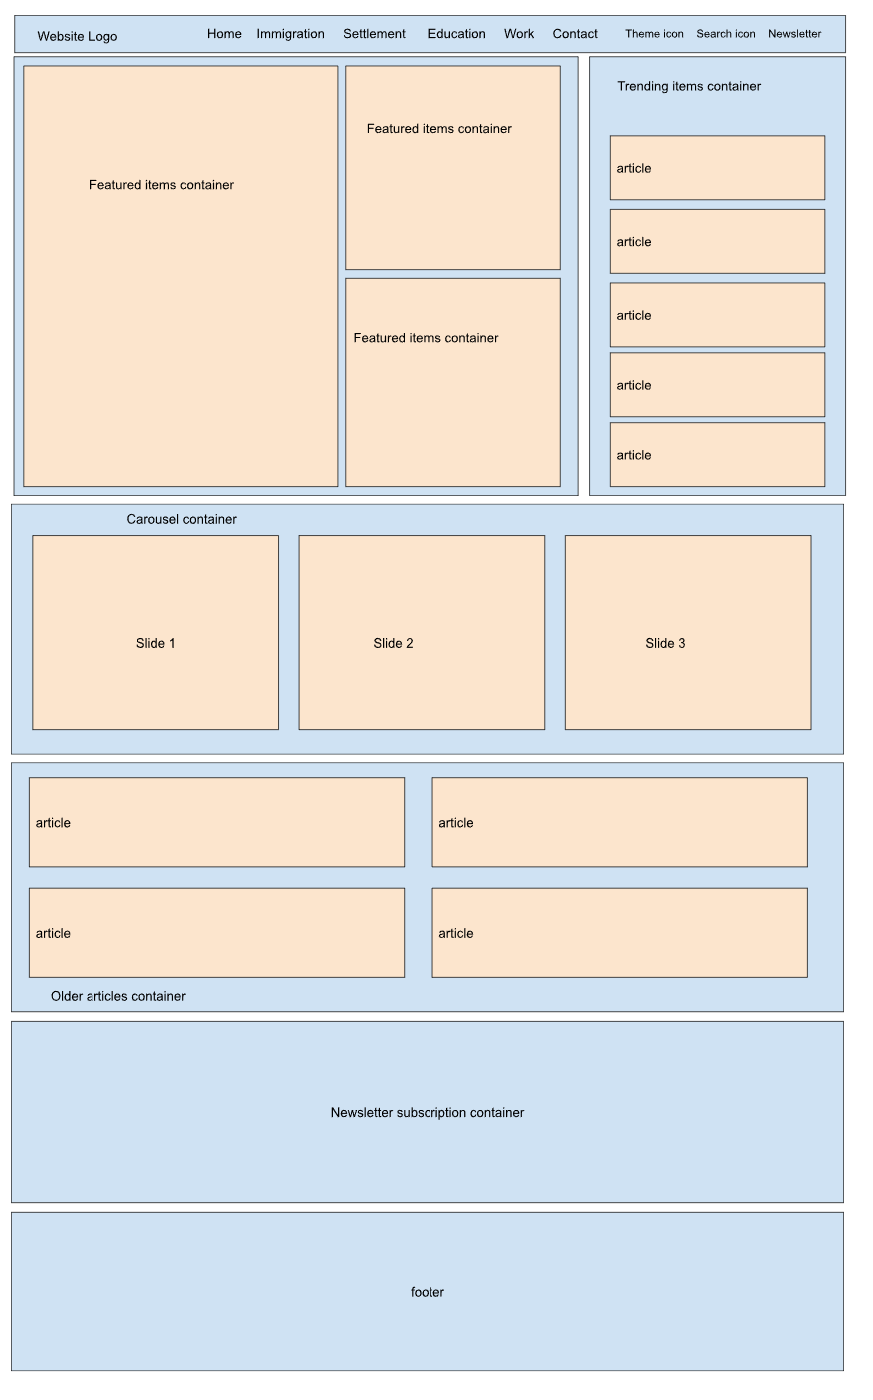 Website Logo
Home Immigration Settlement Education Work Contact Theme icon Search icon Newsletter
Featured items container
Featured items container
Featured items container
Trending items container
article
article
article
article
article
Carousel container
Slide 1 Slide 2 Slide 3
article article
article article
Older articles container
Newsletter subscription container
footer